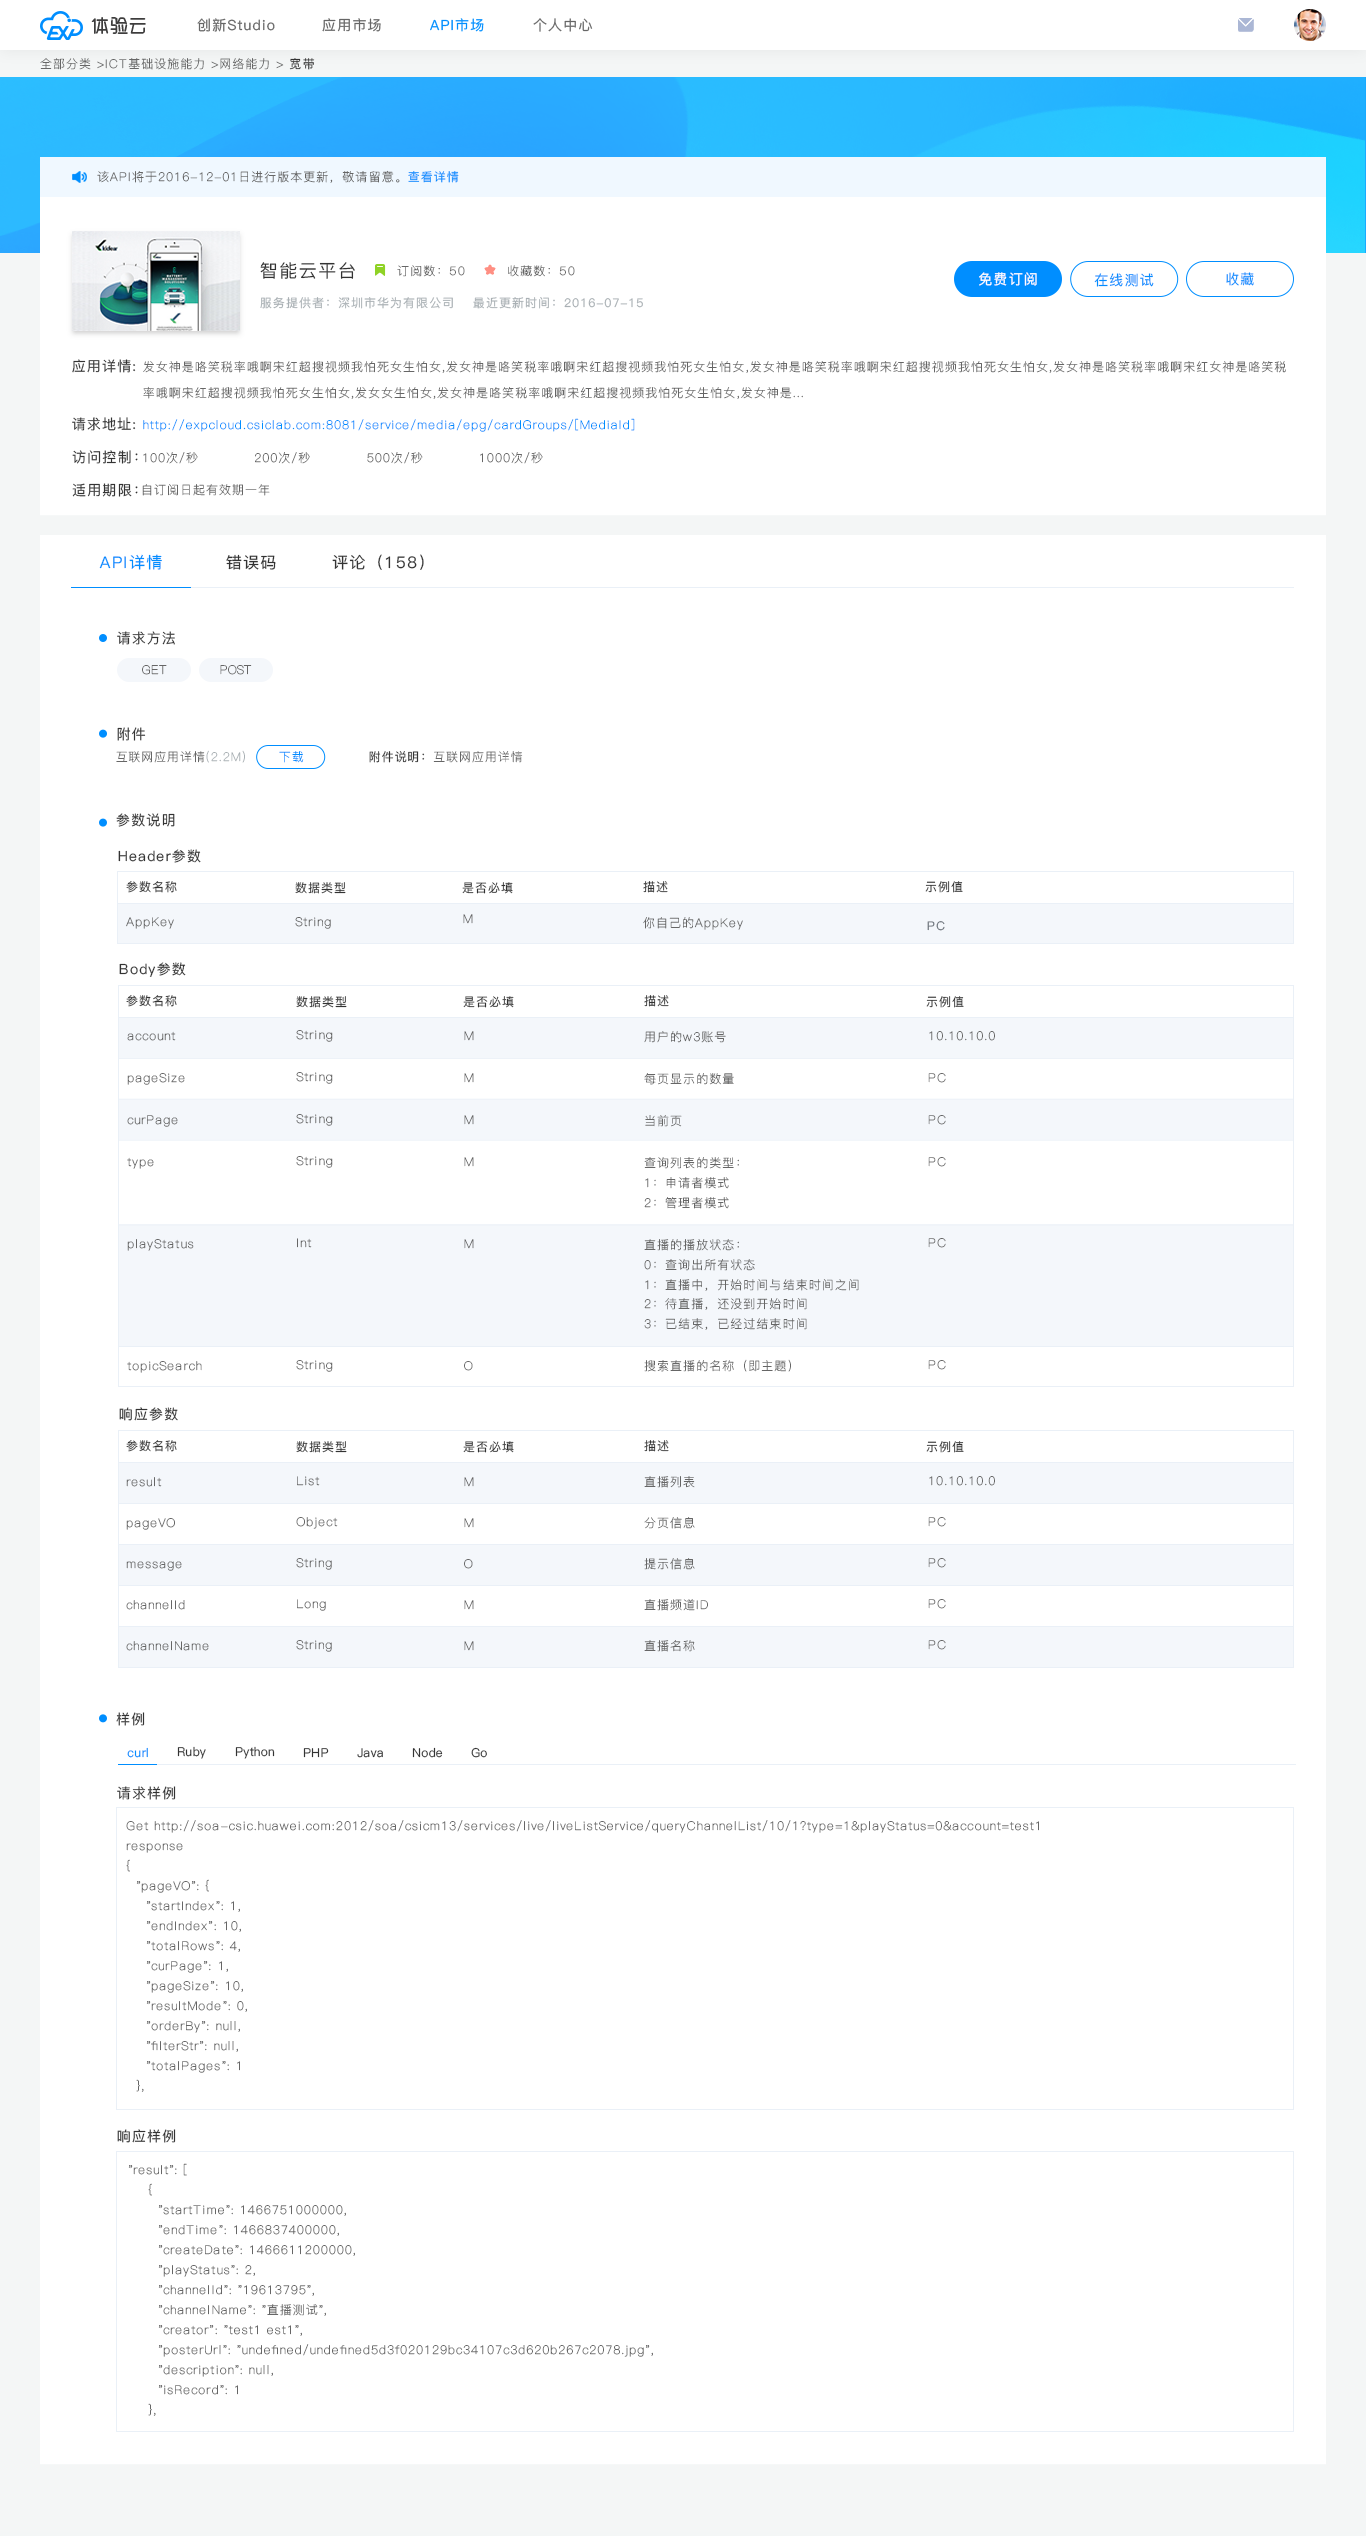 EXP 体验云 创新Studio 应用市场 API市场 个人中心
全部分类 >ICT基础设施能力 >网络能力 > 宽带
该API将于2016-12-01日进行版本更新，敬请留意。查看详情
智能云平台 订阅数：50 收藏数：50
免费订阅 在线测试 收藏
服务提供者：深圳市华为有限公司 最近更新时间：2016-07-15
应用详情: 发女神是咯笑税率哦啊宋红超搜视频我怕死女生怕女,发女神是咯笑税率哦啊宋红超搜视频我怕死女生怕女,发女神是咯笑税率哦啊宋红超搜视频我怕死女生怕女,发女神是咯笑税率哦啊宋红女神是咯笑税
率哦啊宋红超搜视频我怕死女生怕女,发女女生怕女,发女神是咯笑税率哦啊宋红超搜视频我怕死女生怕女,发女神是...
请求地址: http://expcloud.csiclab.com:8081/service/media/epg/cardGroups/[MediaId]
访问控制：100次/秒 200次/秒 500次/秒 1000次/秒
适用期限：自订阅日起有效期一年
API详情 错误码 评论（158）
请求方法
GET POST
附件
互联网应用详情(2.2M) 下载 附件说明：互联网应用详情
参数说明
Header参数
参数名称 数据类型 是否必填 描述 示例值
AppKey String M 你自己的AppKey PC
Body参数
参数名称 数据类型 是否必填 描述 示例值
account String M 用户的w3账号 10.10.10.0
pageSize String M 每页显示的数量 PC
curPage String M 当前页 PC
type String M 查询列表的类型： PC
1：申请者模式
2：管理者模式
playStatus Int M 直播的播放状态： PC
0：查询出所有状态
1：直播中，开始时间与结束时间之间
2：待直播，还没到开始时间
3：已结束，已经过结束时间
topicSearch String O 搜索直播的名称（即主题） PC
响应参数
参数名称 数据类型 是否必填 描述 示例值
result List M 直播列表 10.10.10.0
pageVO Object M 分页信息 PC
message String O 提示信息 PC
channelId Long M 直播频道ID PC
channelName String M 直播名称 PC
样例
curl Ruby Python PHP Java Node Go
请求样例
Get http://soa-csic.huawei.com:2012/soa/csicm13/services/live/liveListService/queryChannelList/10/1?type=1&playStatus=0&account=test1
response
{
"pageVO": {
"startIndex": 1,
"endIndex": 10,
"totalRows": 4,
"curPage": 1,
"pageSize": 10,
"resultMode": 0,
"orderBy": null,
"filterStr": null,
"totalPages": 1
},
响应样例
"result": [
{
"startTime": 1466751000000,
"endTime": 1466837400000,
"createDate": 1466611200000,
"playStatus": 2,
"channelId": "19613795",
"channelName": "直播测试",
"creator": "test1 est1",
"posterUrl": "undefined/undefined5d3f020129bc34107c3d620b267c2078.jpg",
"description": null,
"isRecord": 1
},